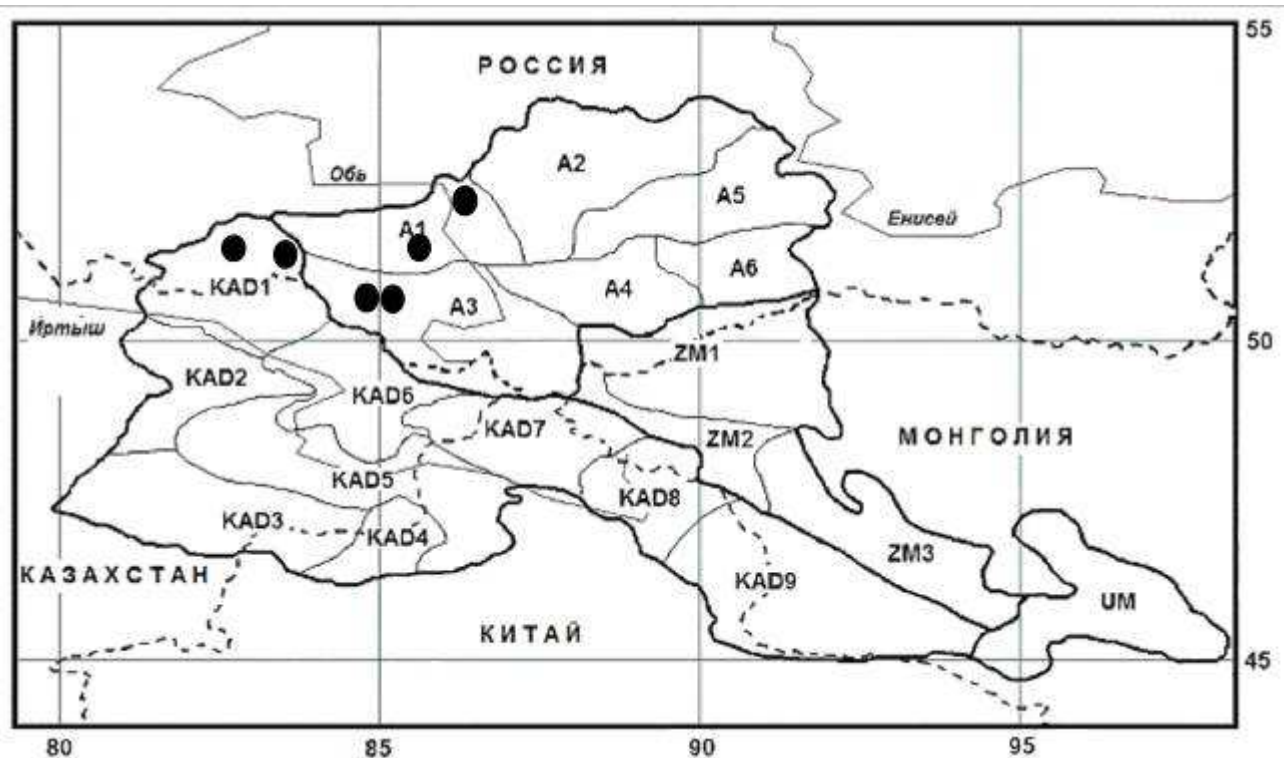 55
РОССИЯ
A2
Обь
A5
Енисей
A1
A6
KAD1
A4
A3
Иртыш
50
ZM1
KAD2
KAD6
KAD7
ZM2
МОНГОЛИЯ
KAD5
KAD8
KAD3
KAD4
ZM3
КАЗАХСТАН
KAD9
UM
КИТАЙ
45
80 85 90 95